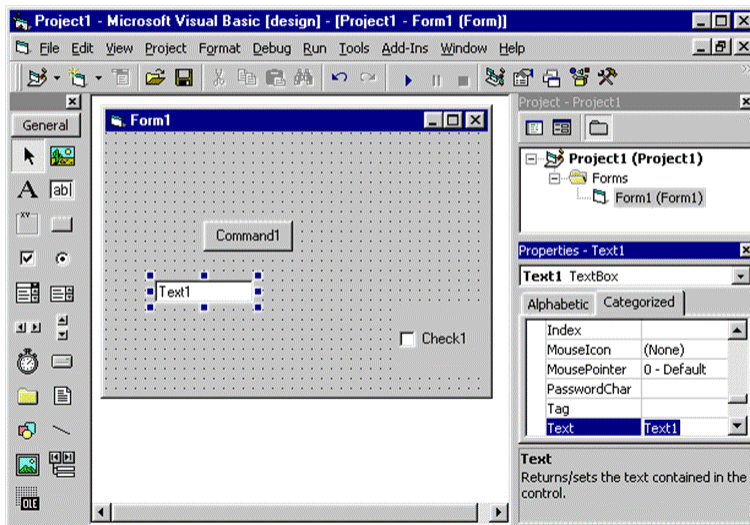 Project1 - Microsoft Visual Basic [design] - [Project1 - Form1 (Form)]
File Edit View Project Format Debug Run Tools Add-Ins Window Help
General
A
ab
XY
OLE
Form1
Command1
Text1
Check1
Project - Project1
Project1 (Project1)
Forms
Form1 (Form1)
Properties - Text1
Text1 TextBox
Alphabetic Categorized
Index
MouseIcon (None)
MousePointer 0 - Default
PasswordChar
Tag
Text Text1
Text
Returns/sets the text contained in the
control.